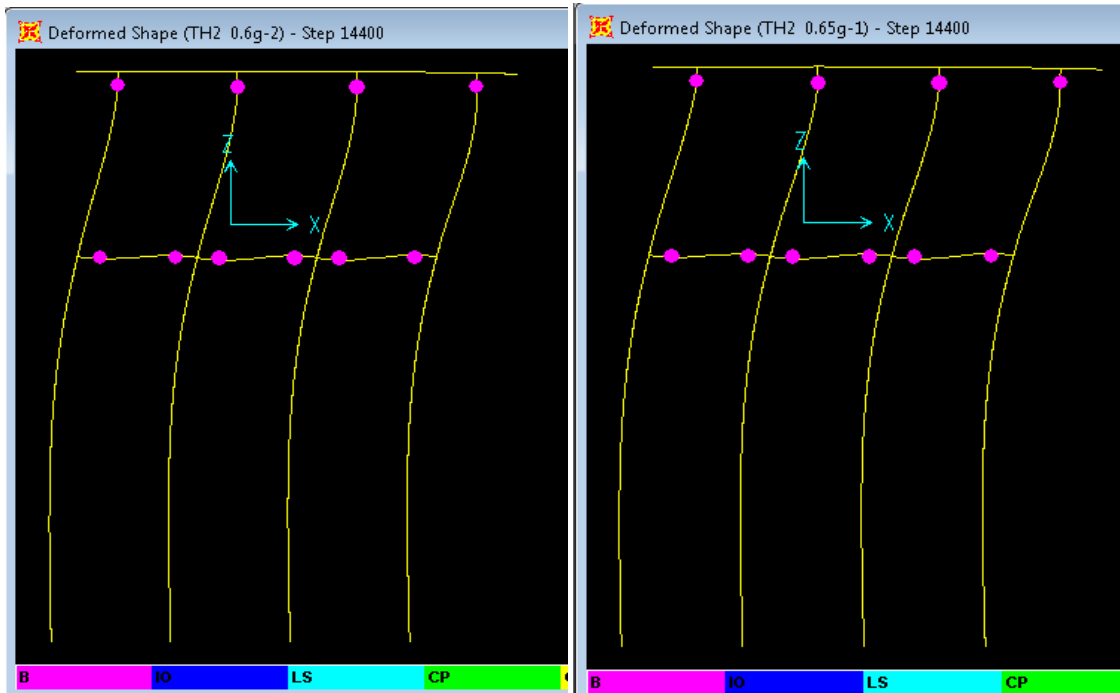 Deformed Shape (TH2 0.6g-2) - Step 14400
Z
X
B IO LS CP
Deformed Shape (TH2 0.65g-1) - Step 14400
Z
X
B IO LS CP